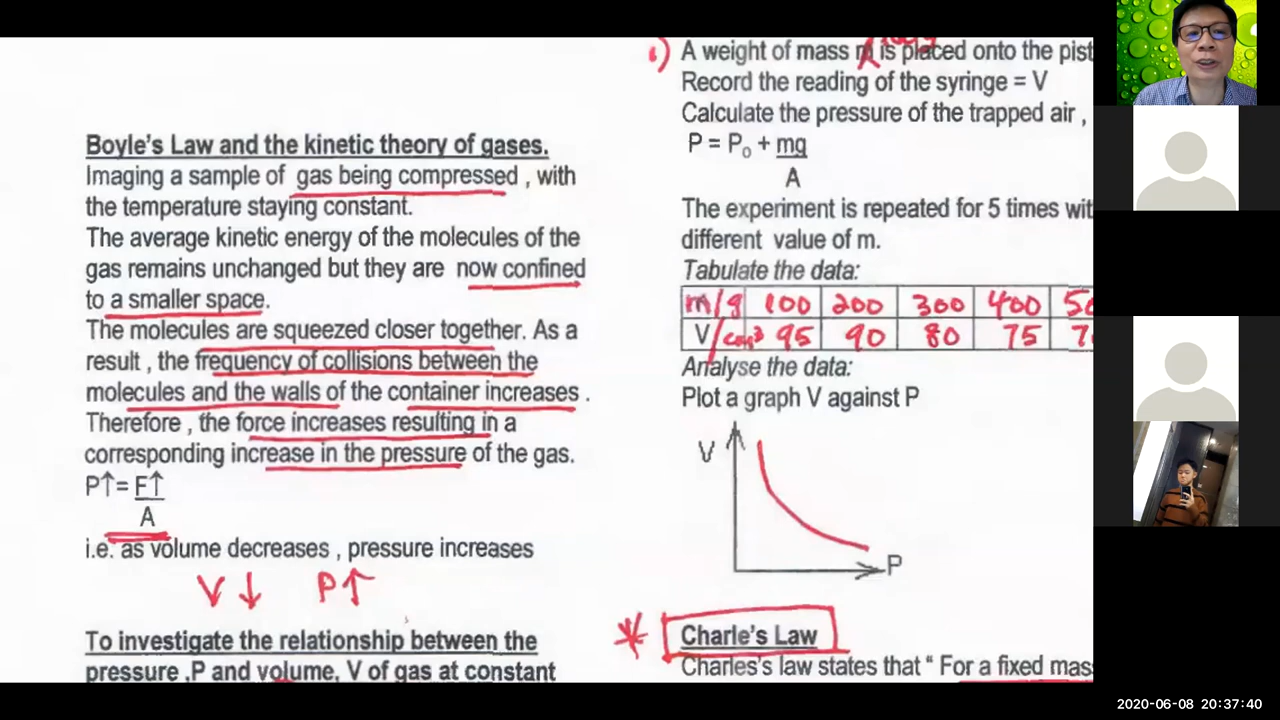 Boyle's Law and the kinetic theory of gases.
Imaging a sample of gas being compressed , with
the temperature staying constant.
The average kinetic energy of the molecules of the
gas remains unchanged but they are now confined
to a smaller space.
The molecules are squeezed closer together. As a
result , the frequency of collisions between the
molecules and the walls of the container increases .
Therefore , the force increases resulting in a
corresponding increase in the pressure of the gas.
P↑= F↑
A
i.e. as volume decreases , pressure increases
V ↓ P↑
To investigate the relationship between the
pressure ,P and volume, V of gas at constant
A weight of mass m is placed onto the pist
Record the reading of the syringe = V
Calculate the pressure of the trapped air ,
P = Po + mg
A
The experiment is repeated for 5 times wit
different value of m.
Tabulate the data:
m/g 100 200 300 400
V/cm³ 95 90 80 75
Analyse the data:
Plot a graph V against P
V
P
* Charle's Law
Charles's law states that " For a fixed mas
2020-06-08 20:37:40